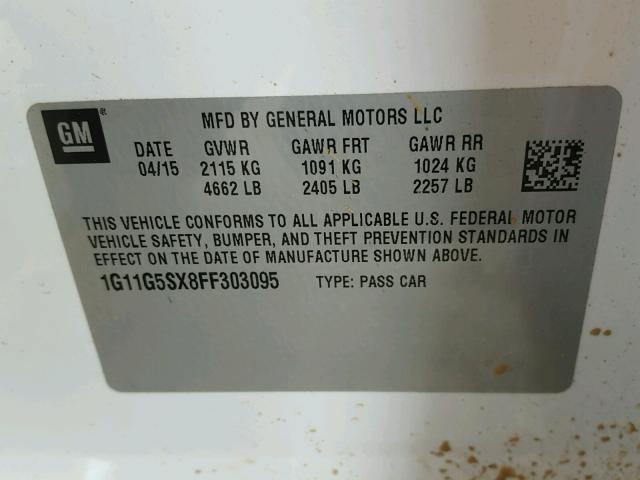 GM ®
MFD BY GENERAL MOTORS LLC
DATE GVWR GAWR FRT GAWR RR
04/15 2115 KG 1091 KG 1024 KG
4662 LB 2405 LB 2257 LB
THIS VEHICLE CONFORMS TO ALL APPLICABLE U.S. FEDERAL MOTOR
VEHICLE SAFETY, BUMPER, AND THEFT PREVENTION STANDARDS IN
EFFECT ON THE DATE OF MANUFACTURE SHOWN ABOVE.
1G11G5SX8FF303095 TYPE: PASS CAR